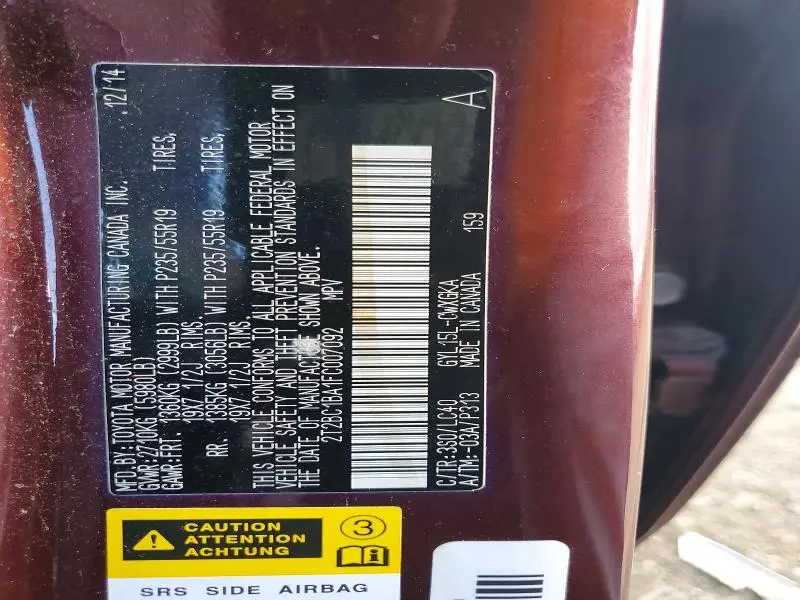 MFD.BY:TOYOTA MOTOR MANUFACTURING CANADA INC. 12/14
GVWR:2710KG (5980LB)
GAWR:FRT. 1360KG (2999LB) WITH P235/55R19 TIRES,
19X7 1/2J RIMS
RR. 1385KG (3056LB) WITH P235/55R19 TIRES,
19X7 1/2J RIMS
THIS VEHICLE CONFORMS TO ALL APPLICABLE FEDERAL MOTOR
VEHICLE SAFETY AND THEFT PREVENTION STANDARDS IN EFFECT ON
THE DATE OF MANUFACTURE SHOWN ABOVE.
2T2BC1BA1FC007092 MPV
A
C/TR:3S0/LC40 GYL15L-CWXGKA 159
A/TM:-03A/P313 MADE IN CANADA
CAUTION
ATTENTION
ACHTUNG
3
SRS SIDE AIRBAG